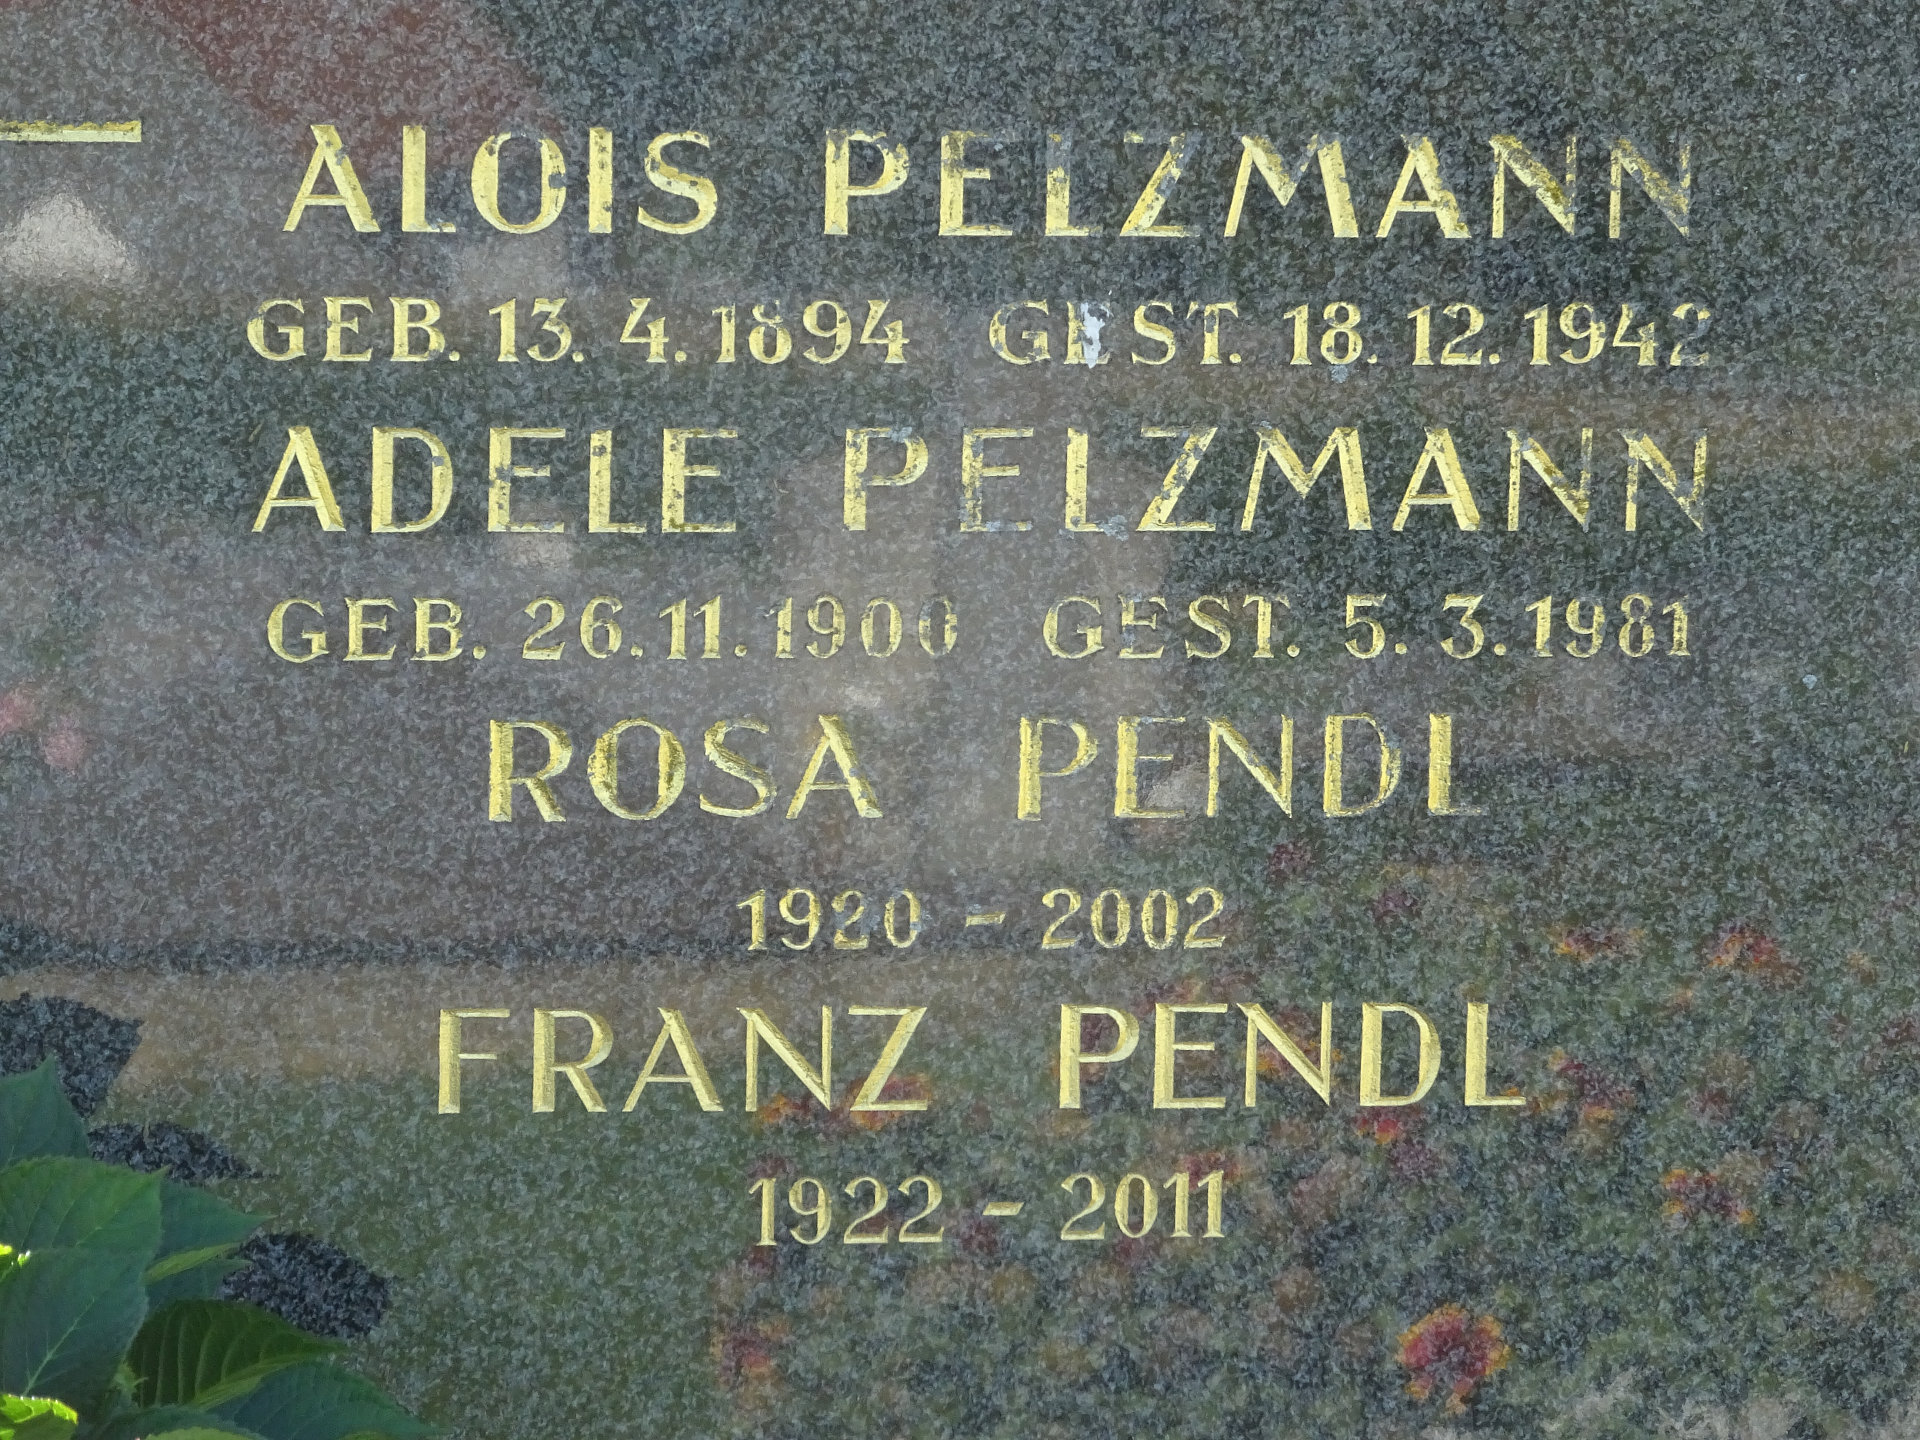 ALOIS PELZMANN
GEB. 13. 4. 1894 GEST. 18. 12. 1942
ADELE PELZMANN
GEB. 26. 11. 1900 GEST. 5. 3. 1981
ROSA PENDL
1920 - 2002
FRANZ PENDL
1922 - 2011